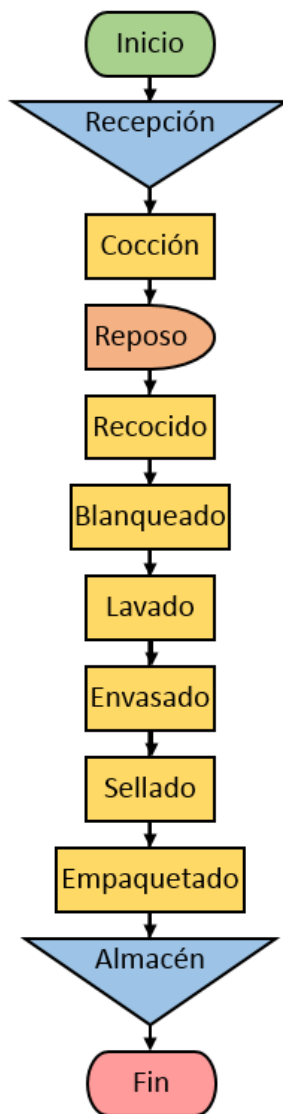 Inicio
Recepción
Cocción
Reposo
Recocido
Blanqueado
Lavado
Envasado
Sellado
Empaquetado
Almacén
Fin